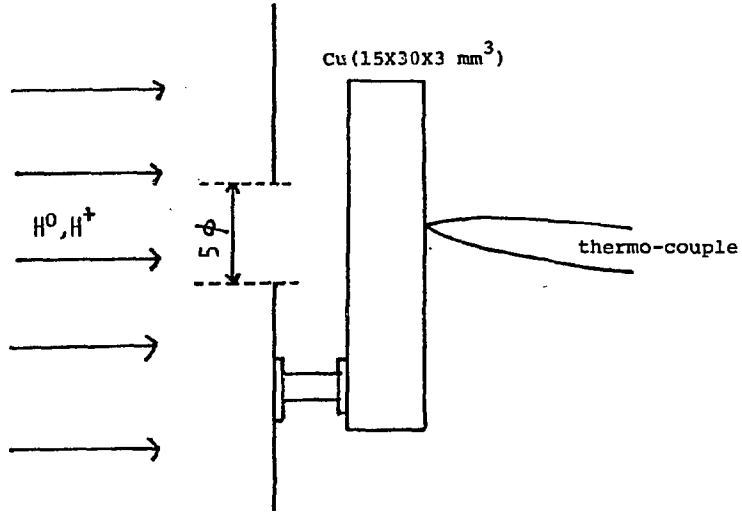 Cu(15X30X3 mm³)
H⁰,H⁺
5ϕ
thermo-couple